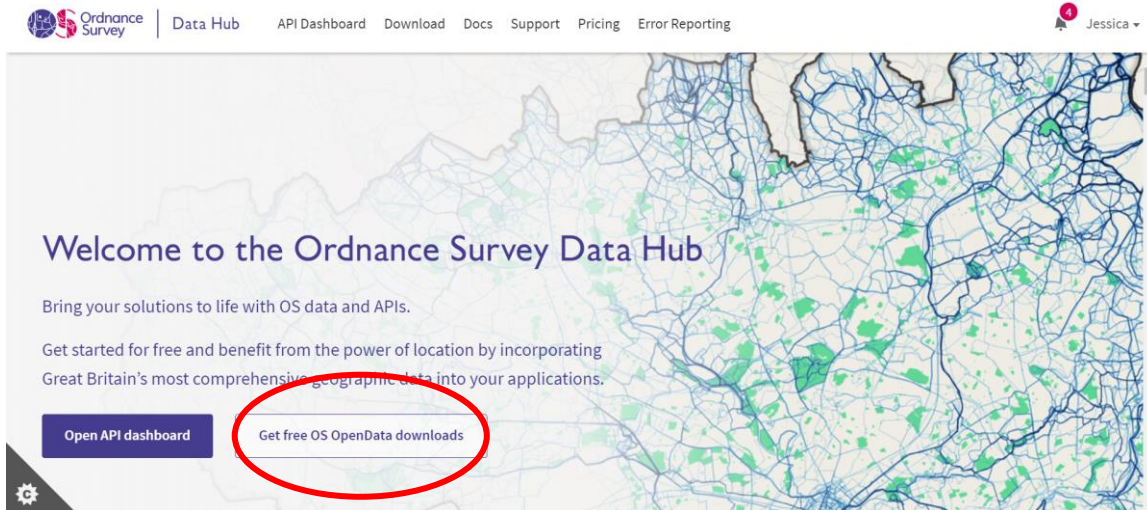 Ordnance
Survey
Data Hub
API Dashboard Download Docs Support Pricing Error Reporting
4
Jessica
Welcome to the Ordnance Survey Data Hub
Bring your solutions to life with OS data and APIs.
Get started for free and benefit from the power of location by incorporating
Great Britain's most comprehensive geographic data into your applications.
Open API dashboard
Get free OS OpenData downloads